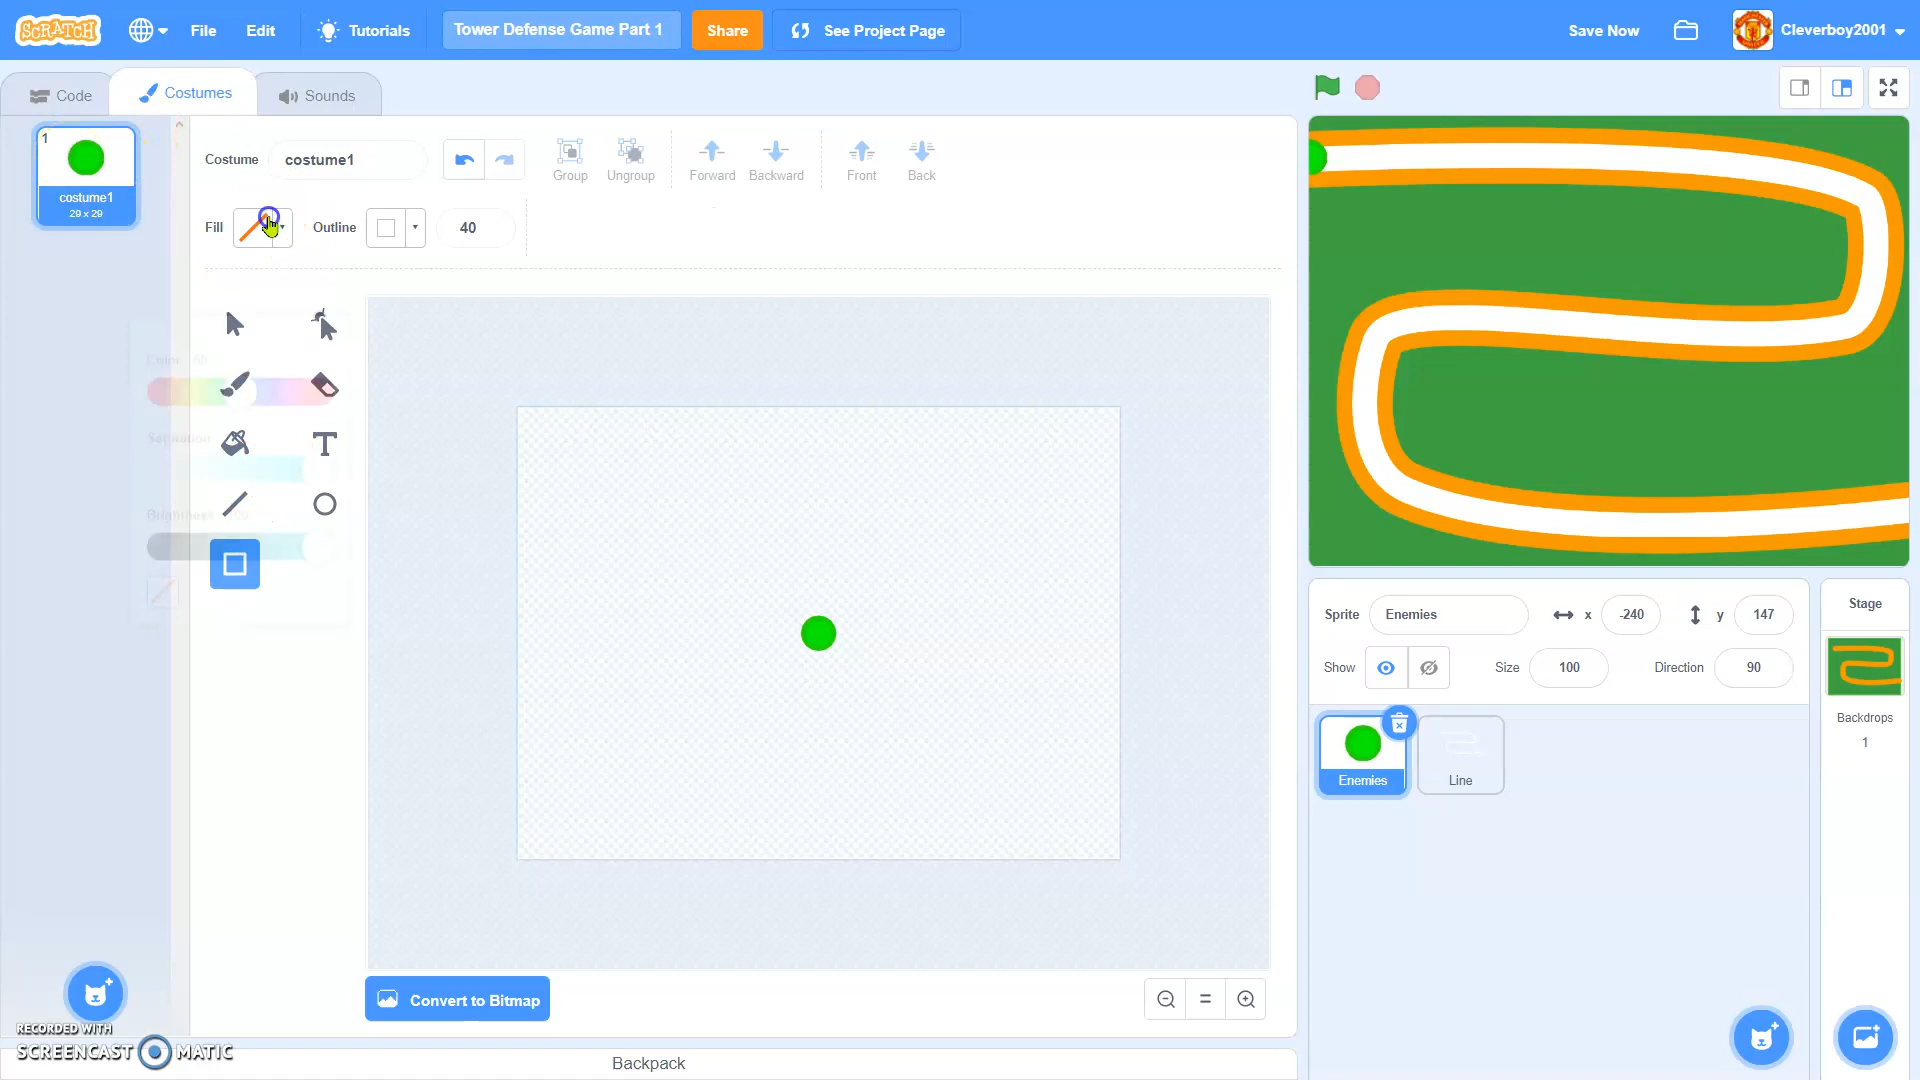 SCRATCH
File
Edit
Tutorials
Tower Defense Game Part 1
Share
See Project Page
Save Now
Cleverboy2001
Code
Costumes
Sounds
1
costume1
29 x 29
Costume
costume1
Group
Ungroup
Forward
Backward
Front
Back
Fill
Outline
40
Saturation
Brightness
Convert to Bitmap
Backpack
Sprite
Enemies
x
-240
y
147
Show
Size
100
Direction
90
Enemies
Line
Stage
Backdrops
1
RECORDED WITH
SCREENCAST MATIC